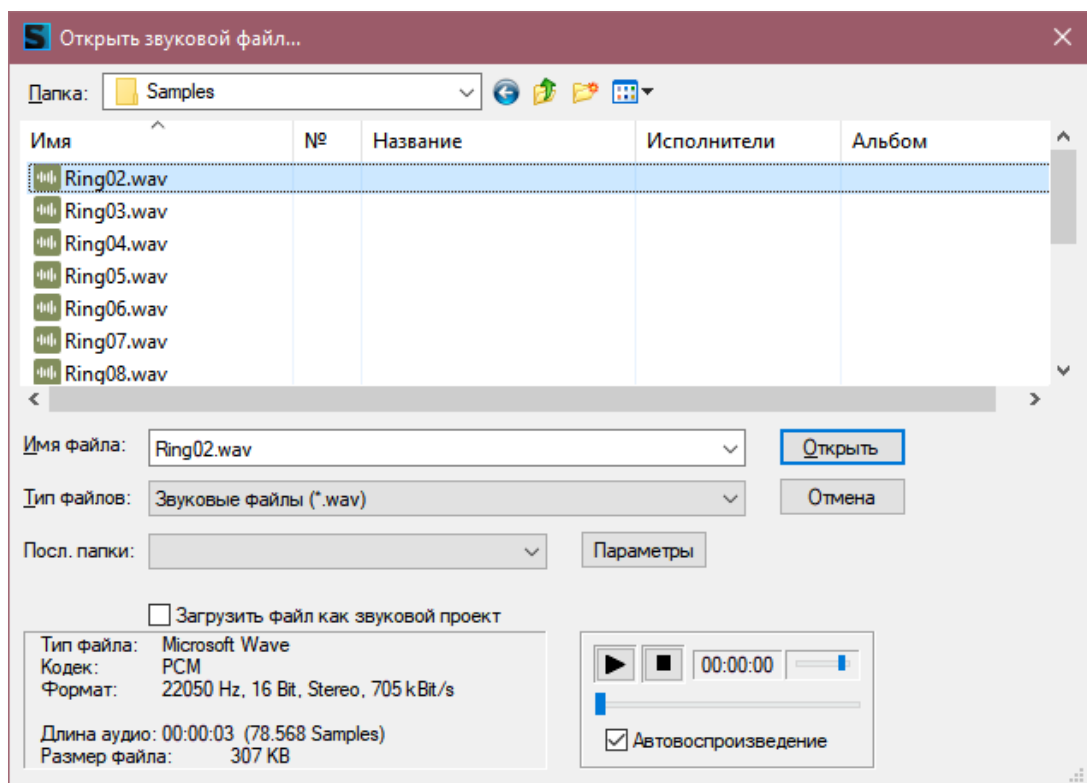 Открыть звуковой файл...
Папка: Samples
Имя № Название Исполнители Альбом
Ring02.wav
Ring03.wav
Ring04.wav
Ring05.wav
Ring06.wav
Ring07.wav
Ring08.wav
Имя файла: Ring02.wav Открыть
Тип файлов: Звуковые файлы (*.wav) Отмена
Посл. папки: Параметры
Загрузить файл как звуковой проект
Тип файла: Microsoft Wave
Кодек: PCM
Формат: 22050 Hz, 16 Bit, Stereo, 705 kBit/s
00:00:00
Длина аудио: 00:00:03 (78.568 Samples)
Автовоспроизведение
Размер файла: 307 KB